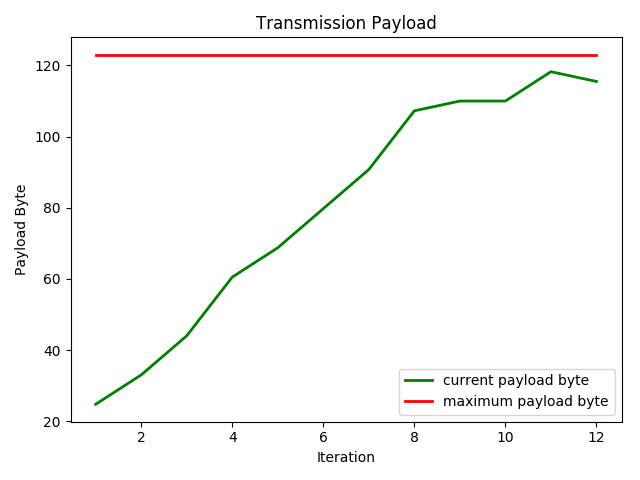 Transmission Payload
120
100
80
60
40
20
Payload Byte
current payload byte
maximum payload byte
2 4 6 8 10 12
Iteration